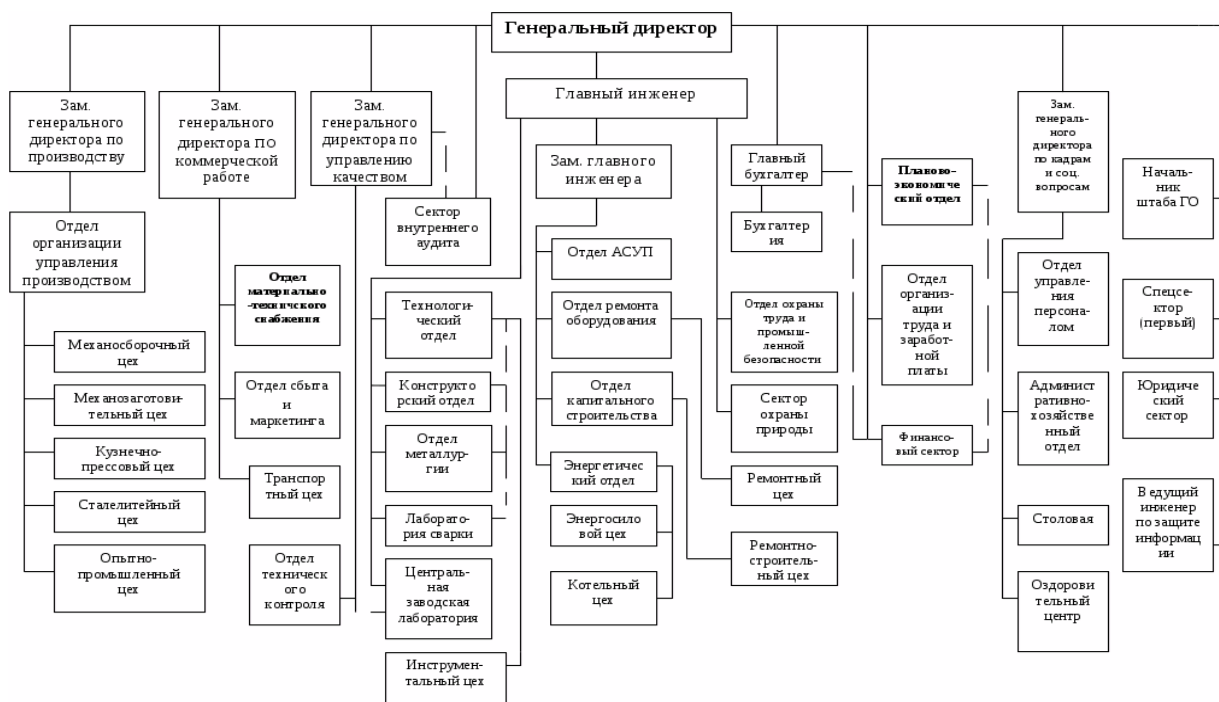 Генеральный директор
Главный инженер
Зам.
генерального
директора по
производству
Зам.
генерального
директора ПО
коммерческой
работе
Зам.
генерального
директора по
управлению
качеством
Зам. главного
инженера
Главный
бухгалтер
Планово-
экономиче
ский отдел
Зам.
генераль-
ного
директора
по кадрам
и соц.
вопросам
Началь-
ник
штаба ГО
Отдел
организации
управления
производством
Сектор
внутреннего
аудита
Бухгалтер
ия
Отдел АСУП
Отдел
материально
-технического
снабжения
Технологи-
ческий
отдел
Отдел ремонта
оборудования
Отдел охраны
труда и
промыш-
ленной
безопасности
Отдел
организ-
ации
труда и
заработ-
ной
платы
Отдел
управле-
ния
персона-
лом
Спецсе-
ктор
(первый)
Механосборочный
цех
Механозаготови-
тельный цех
Кузнечно-
прессовый цех
Сталелитейный
цех
Опытно-
промышленный
цех
Отдел сбыта
и
маркетинга
Транспор
тный цех
Отдел
техническог
о контроля
Конструкто
рский отдел
Отдел
металлур-
гии
Лаборато
рия сварки
Централь-
ная
заводская
лаборатория
Инструмен-
тальный цех
Отдел
капитального
строительства
Энергетичес
кий отдел
Энергосило
вой цех
Котельный
цех
Сектор
охраны
природы
Ремонтный
цех
Ремонтно-
строитель-
ный цех
Финансо-
вый сектор
Админист
ративно-
хозяйстве
нный
отдел
Столовая
Оздорови
тельный
центр
Юридиче
ский
сектор
Ведущий
инженер
по защите
информа
ции